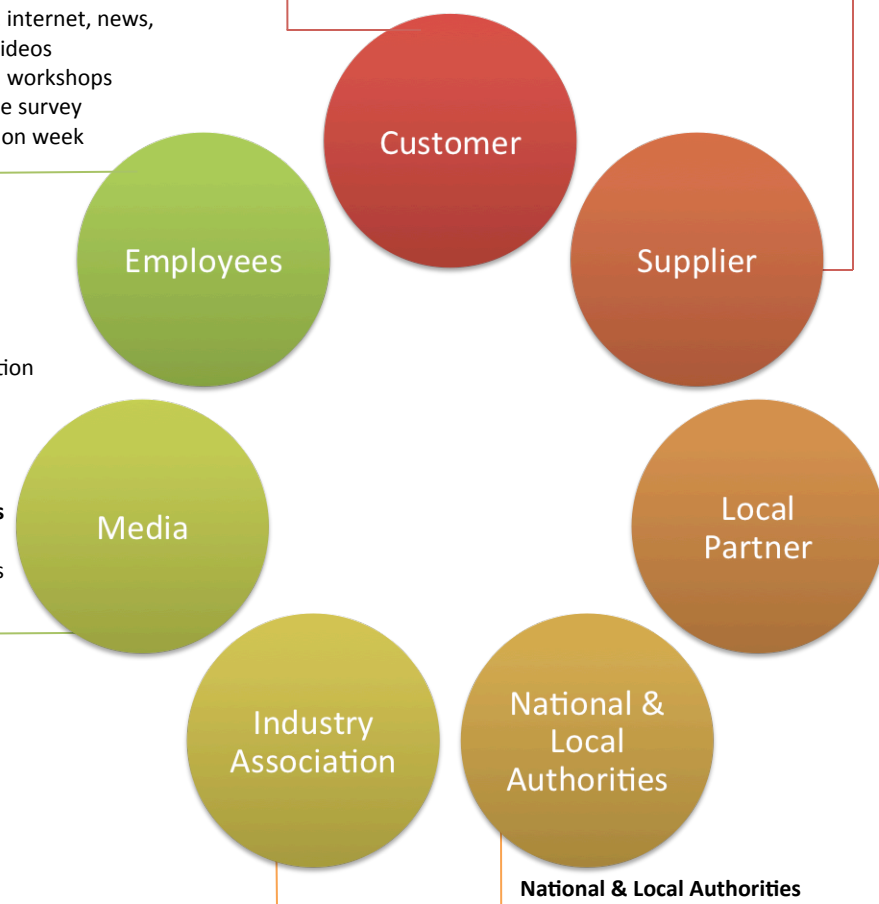 internet, news,
ideos
workshops
e survey
on week
Customer
Employees
Supplier
tion
s
Media
s
Local
Partner
Industry
Association
National &
Local
Authorities
National & Local Authorities